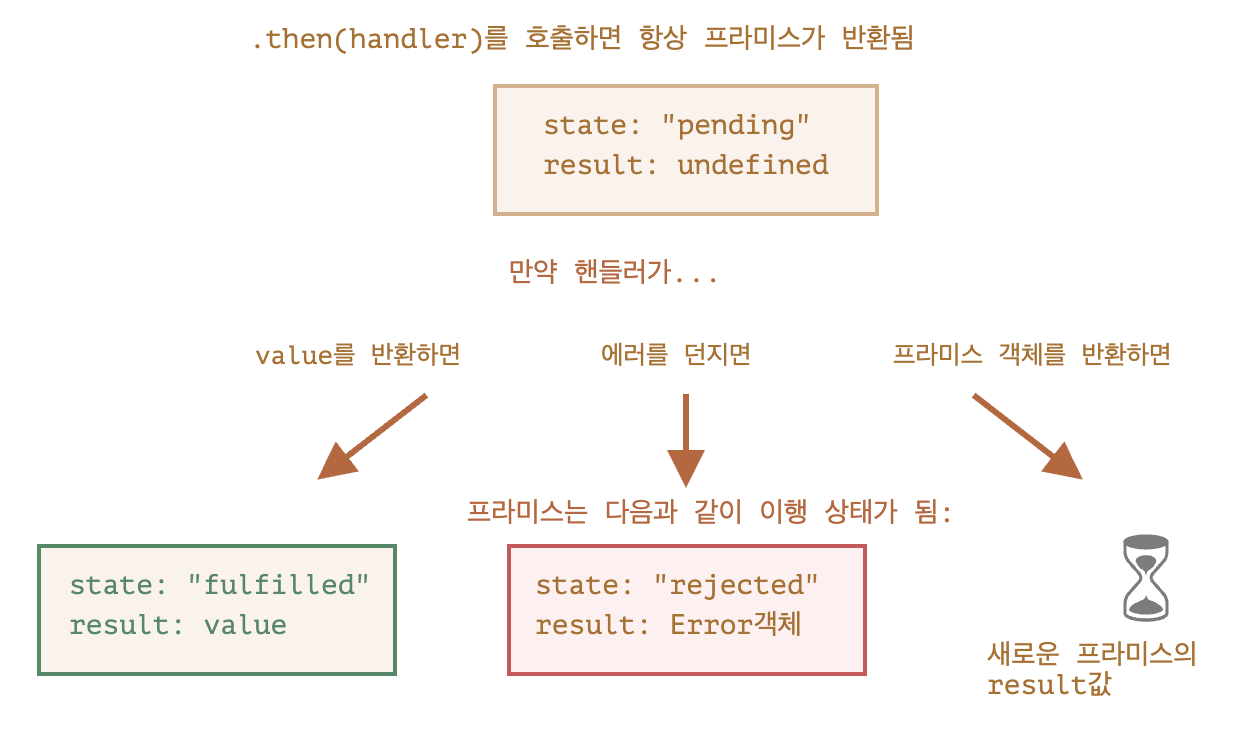 .then(handler)를 호출하면 항상 프라미스가 반환됨
state: "pending"
result: undefined
만약 핸들러가...
value를 반환하면
에러를 던지면
프라미스 객체를 반환하면
프라미스는 다음과 같이 이행 상태가 됨:
state: "fulfilled"
result: value
state: "rejected"
result: Error객체
새로운 프라미스의
result값